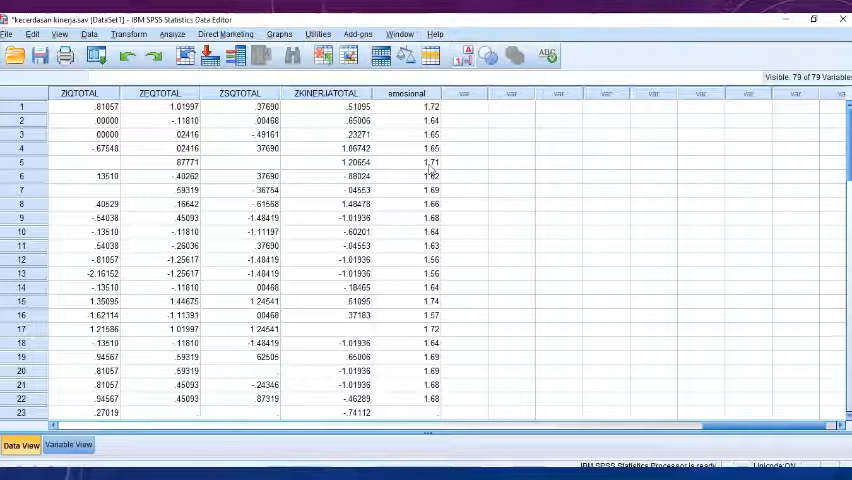 *kecerdasan kinerja.sav [DataSet1] - IBM SPSS Statistics Data Editor
File Edit View Data Transform Analyze Direct Marketing Graphs Utilities Add-ons Window Help
Visible: 79 of 79 Variables
ZIQTOTAL ZEQTOTAL ZSQTOTAL ZKINERJATOTAL emosional var var var var var var var var
1 .81057 1.01997 .37690 .51095 1.72
2 .00000 -.11810 .00468 .65006 1.64
3 00000 02416 -.49161 .23271 1.65
4 -.67548 02416 37690 1.06742 1.65
5 87771 1.20654 1.71
6 13510 -.40262 37690 -.88024
7 59319 -.36754 -.04553 1.69
8 .40529 .16642 -.61568 1.48478 1.66
9 -.54038 .45093 -1.48419 -1.01936 1.68
10 -.13510 -.11810 -1.11197 -.60201 1.64
11 .54038 -.26036 .37690 -.04553 1.63
12 -.81057 -1.25617 -1.48419 -1.01936 1.56
13 -2.16152 -1.25617 -1.48419 -1.01936 1.56
14 -.13510 -.11810 00468 -.18465 1.64
15 1.35095 1.44675 1.24541 .51095 1.74
16 -1.62114 -1.11391 00468 .37183 1.57
17 1.21586 1.01997 1.24541 1.72
18 -.13510 -.11810 -1.48419 -1.01936 1.64
19 .94567 .59319 62505 .65006 1.69
20 .81057 .59319 . -1.01936 1.69
21 .81057 .45093 -.24346 -1.01936 1.68
22 .94567 .45093 .87319 -.46289 1.68
23 .27019 . . -.74112 .
Data View Variable View
IBM SPSS Statistics Processor is ready Unicode:ON